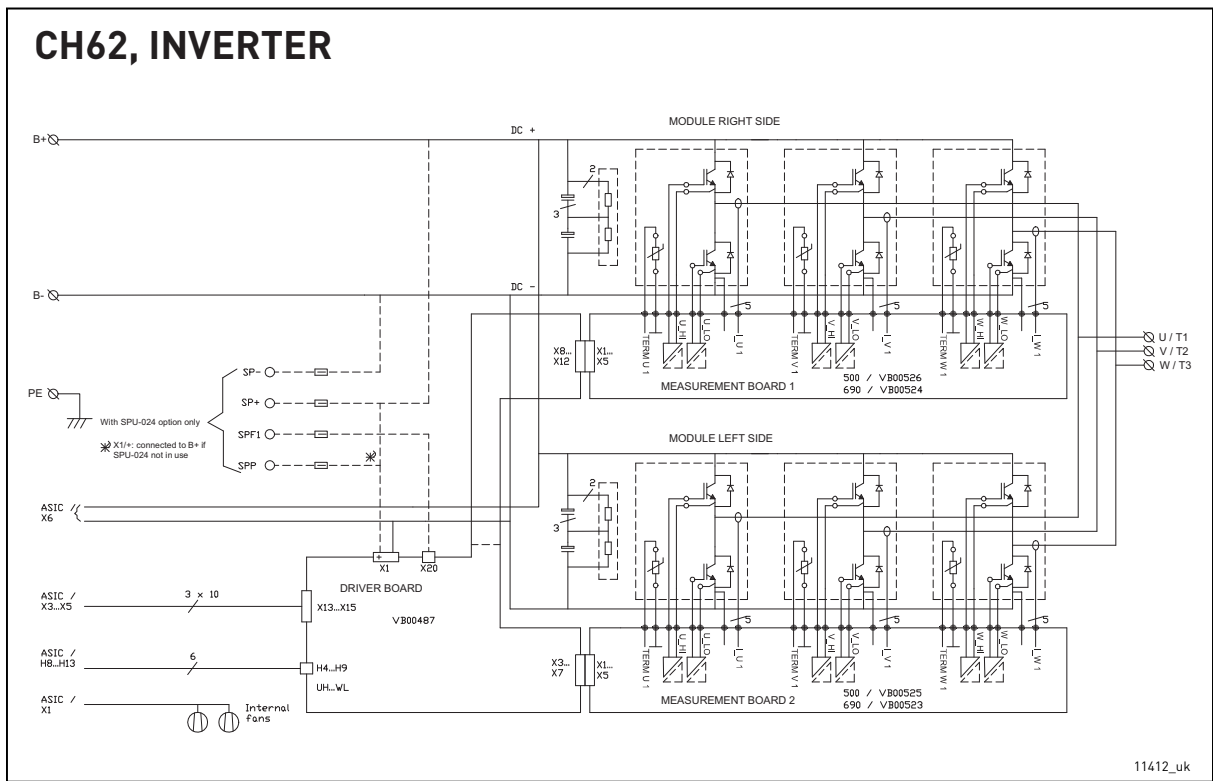 CH62, INVERTER
MODULE RIGHT SIDE
DC +
B+
2
3
B-
DC -
5
5
5
TERM U 1
U_HI
U_LO
I_U 1
TERM V 1
V_HI
V_LO
I_V 1
TERM W 1
W_HI
W_LO
I_W 1
X8...
X12
X1...
X5
MEASUREMENT BOARD 1
500 / VB00526
690 / VB00524
U / T1
V / T2
W / T3
PE
SP-
SP+
SPF1
SPP
With SPU-024 option only
X1/+: connected to B+ if
SPU-024 not in use
MODULE LEFT SIDE
2
3
ASIC /
X6
+
X1
X20
DRIVER BOARD
VB00487
ASIC /
X3...X5
3 x 10
X13...X15
ASIC /
H8...H13
6
H4...H9
UH...WL
ASIC /
X1
Internal
fans
5
5
5
TERM U 1
U_HI
U_LO
I_U 1
TERM V 1
V_HI
V_LO
I_V 1
TERM W 1
W_HI
W_LO
I_W 1
X3...
X7
X1...
X5
MEASUREMENT BOARD 2
500 / VB00525
690 / VB00523
11412_uk